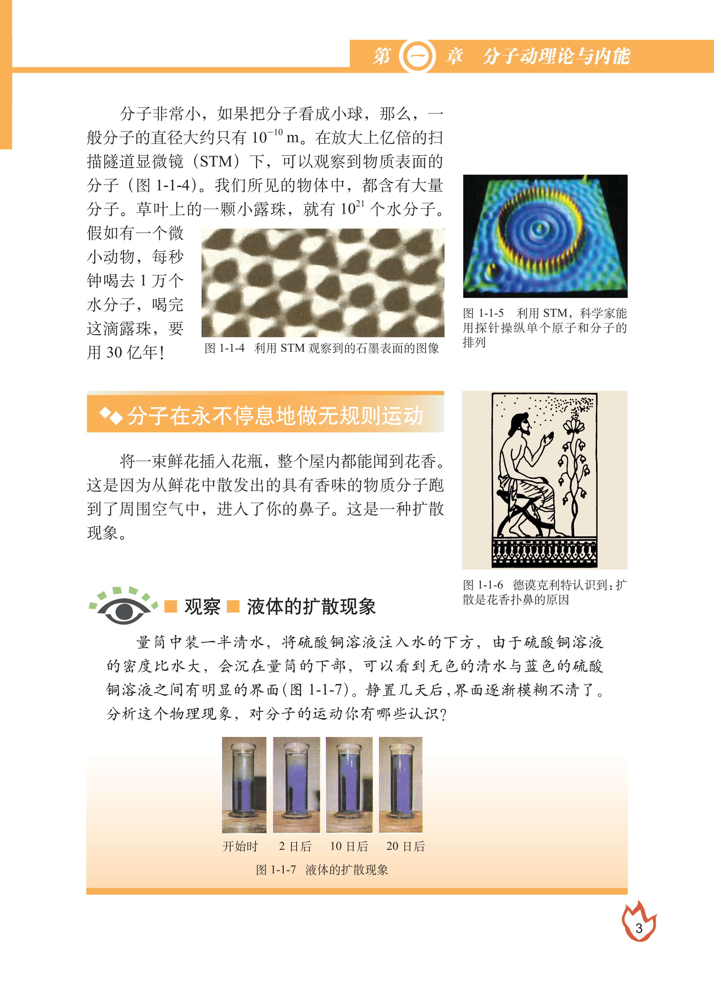 第一章 分子动理论与内能
分子非常小，如果把分子看成小球，那么，一
般分子的直径大约只有 10⁻¹⁰ m。在放大上亿倍的扫
描隧道显微镜（STM）下，可以观察到物质表面的
分子（图 1-1-4）。我们所见的物体中，都含有大量
分子。草叶上的一颗小露珠，就有 10²¹ 个水分子。
假如有一个微
小动物，每秒
钟喝去 1 万个
水分子，喝完
这滴露珠，要
用 30 亿年！
图 1-1-4 利用 STM 观察到的石墨表面的图像
图 1-1-5 利用 STM，科学家能
用探针操纵单个原子和分子的
排列
分子在永不停息地做无规则运动
将一束鲜花插入花瓶，整个屋内都能闻到花香。
这是因为从鲜花中散发出的具有香味的物质分子跑
到了周围空气中，进入了你的鼻子。这是一种扩散
现象。
图 1-1-6 德谟克利特认识到：扩
散是花香扑鼻的原因
观察 液体的扩散现象
量筒中装一半清水，将硫酸铜溶液注入水的下方，由于硫酸铜溶液
的密度比水大，会沉在量筒的下部，可以看到无色的清水与蓝色的硫酸
铜溶液之间有明显的界面（图 1-1-7）。静置几天后，界面逐渐模糊不清了。
分析这个物理现象，对分子的运动你有哪些认识？
开始时 2 日后 10 日后 20 日后
图 1-1-7 液体的扩散现象
3